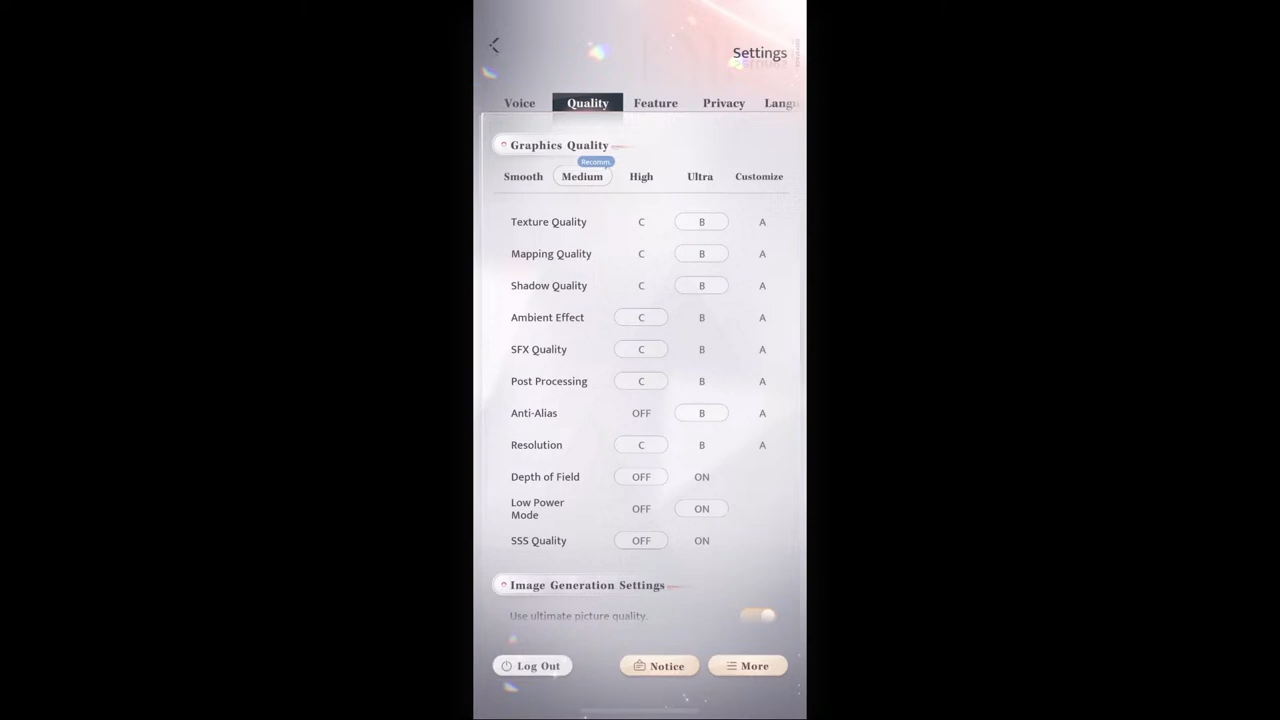 Settings
Voice Quality Feature Privacy Langu
Graphics Quality
Recomm.
Smooth Medium High Ultra Customize
Texture Quality C B A
Mapping Quality C B A
Shadow Quality C B A
Ambient Effect C B A
SFX Quality C B A
Post Processing C B A
Anti-Alias OFF B A
Resolution C B A
Depth of Field OFF ON
Low Power
Mode OFF ON
SSS Quality OFF ON
Image Generation Settings
Use ultimate picture quality.
Log Out Notice More